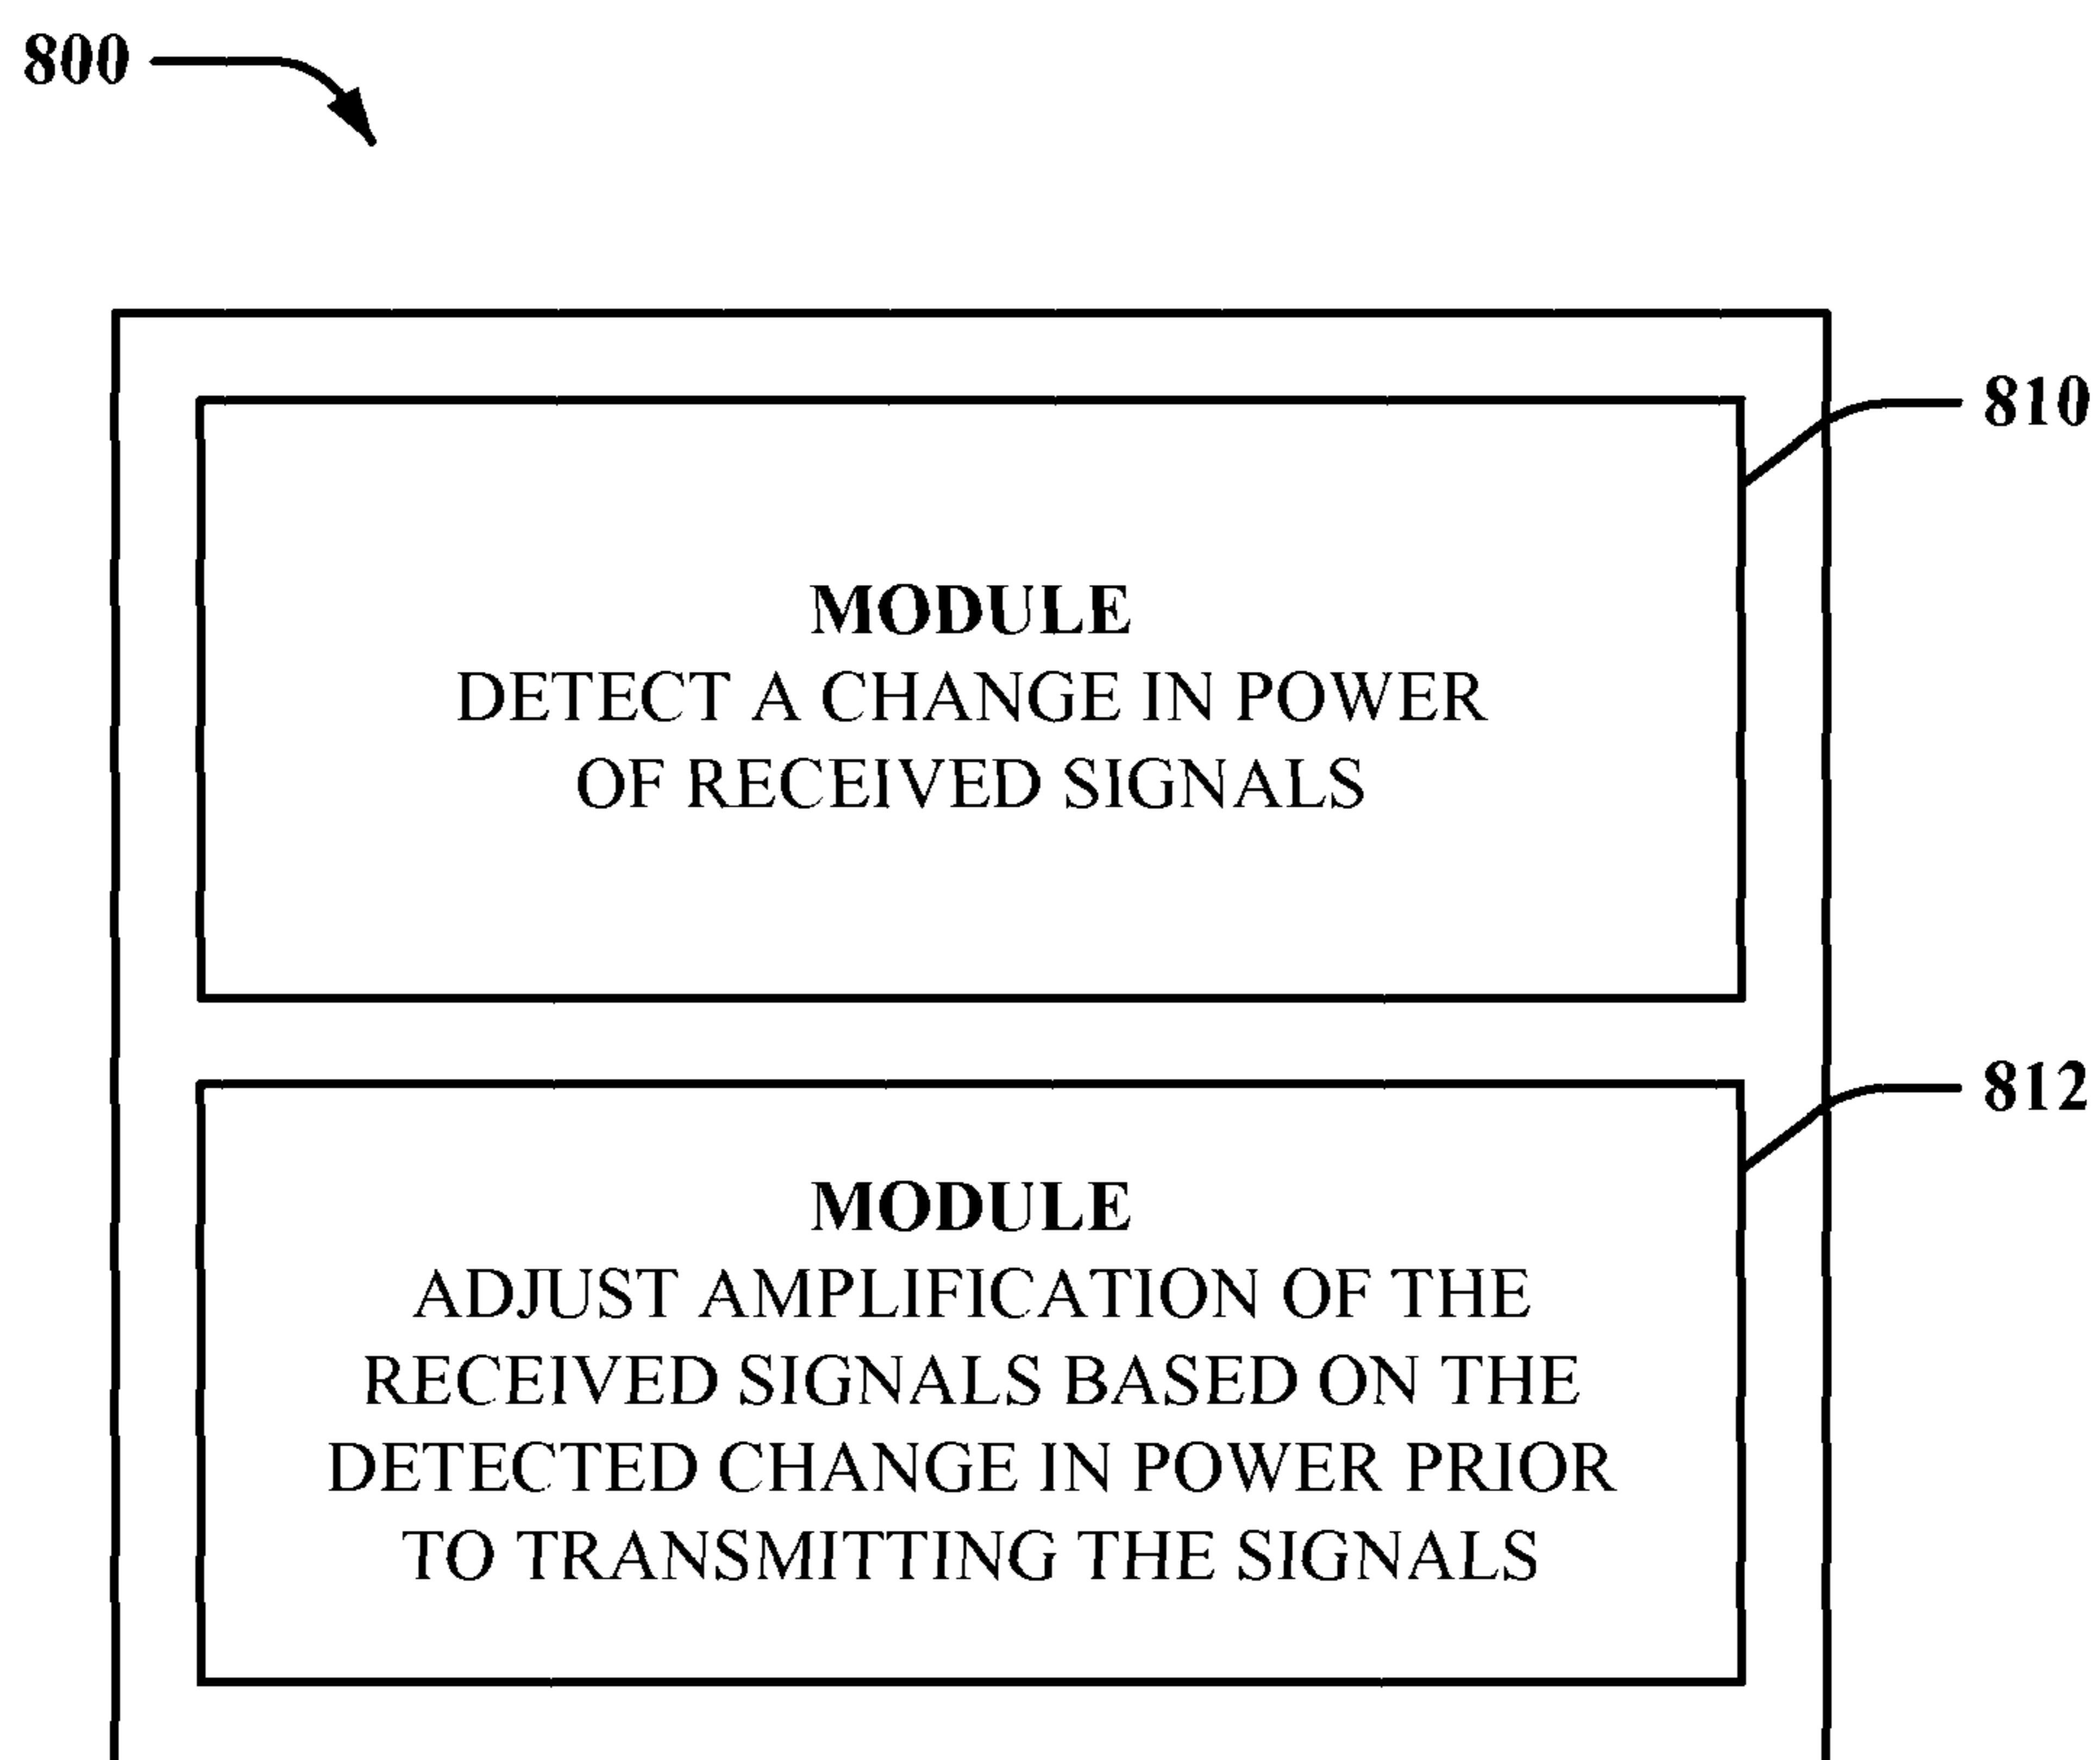 800
810
MODULE
DETECT A CHANGE IN POWER
OF RECEIVED SIGNALS
812
MODULE
ADJUST AMPLIFICATION OF THE
RECEIVED SIGNALS BASED ON THE
DETECTED CHANGE IN POWER PRIOR
TO TRANSMITTING THE SIGNALS